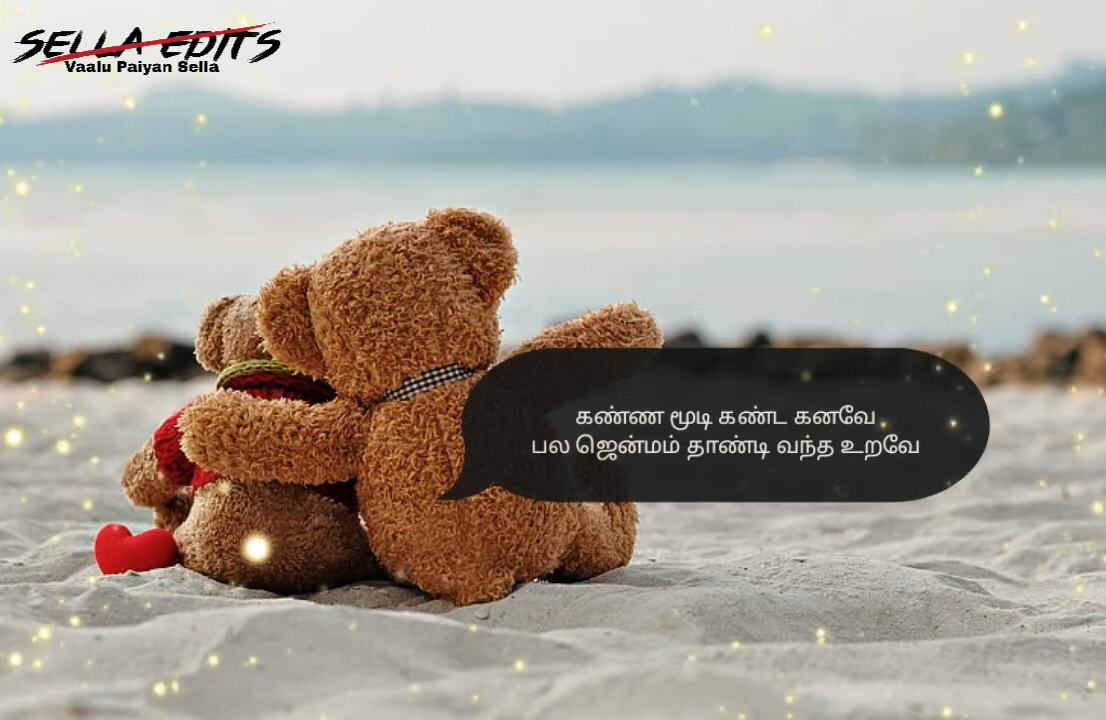 SELLA EDITS
Vaalu Paiyan Sella
கண்ண மூடி கண்ட கனவே
பல ஜென்மம் தாண்டி வந்த உறவே